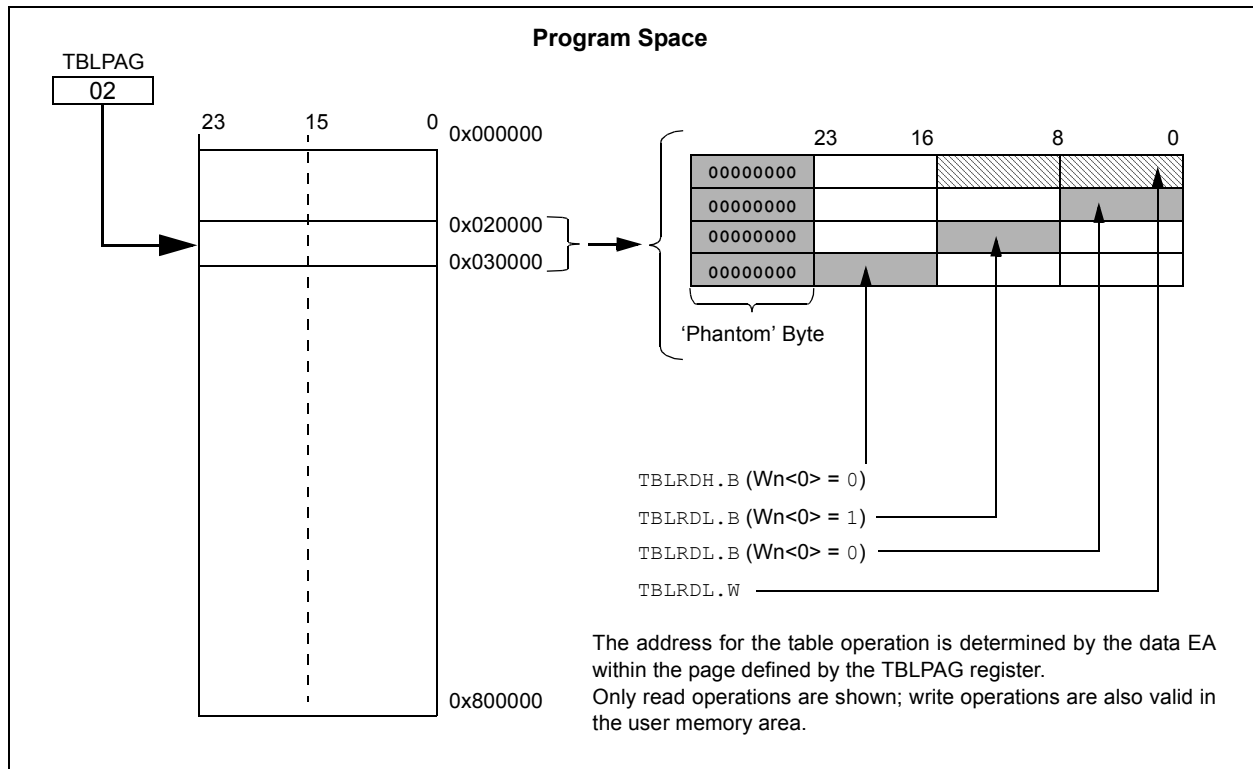 Program Space
TBLPAG
02
23 15 0
0x000000
0x020000
0x030000
0x800000
23 16 8 0
00000000
00000000
00000000
00000000
‘Phantom’ Byte
TBLRDH.B (Wn<0> = 0)
TBLRDL.B (Wn<0> = 1)
TBLRDL.B (Wn<0> = 0)
TBLRDL.W
The address for the table operation is determined by the data EA
within the page defined by the TBLPAG register.
Only read operations are shown; write operations are also valid in
the user memory area.